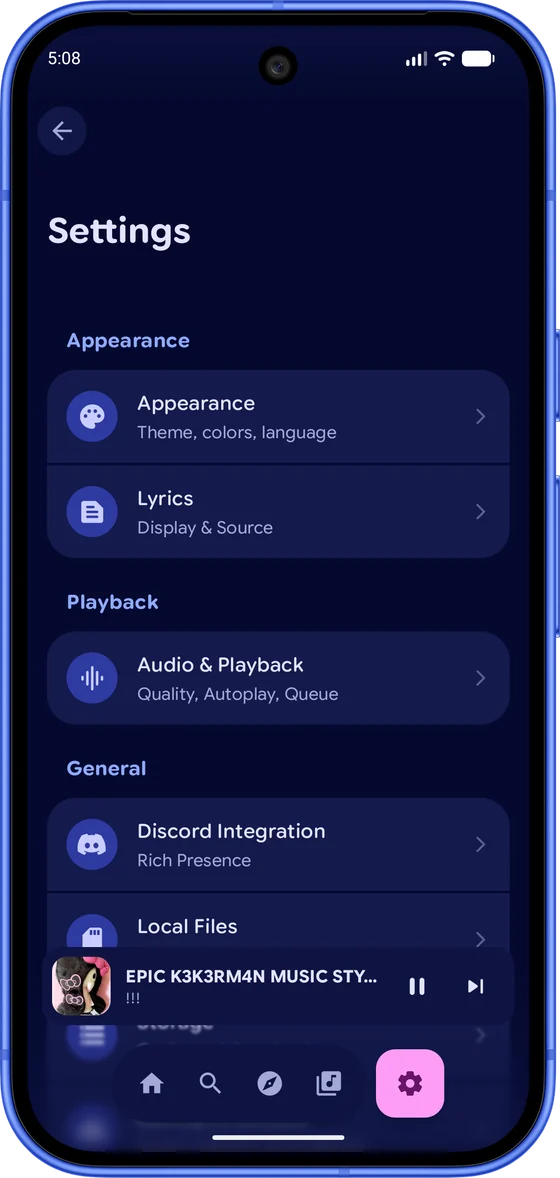 5:08
Settings
Appearance
Appearance
Theme, colors, language
Lyrics
Display & Source
Playback
Audio & Playback
Quality, Autoplay, Queue
General
Discord Integration
Rich Presence
Local Files
EPIC K3K3RM4N MUSIC STY...
!!!
Storage